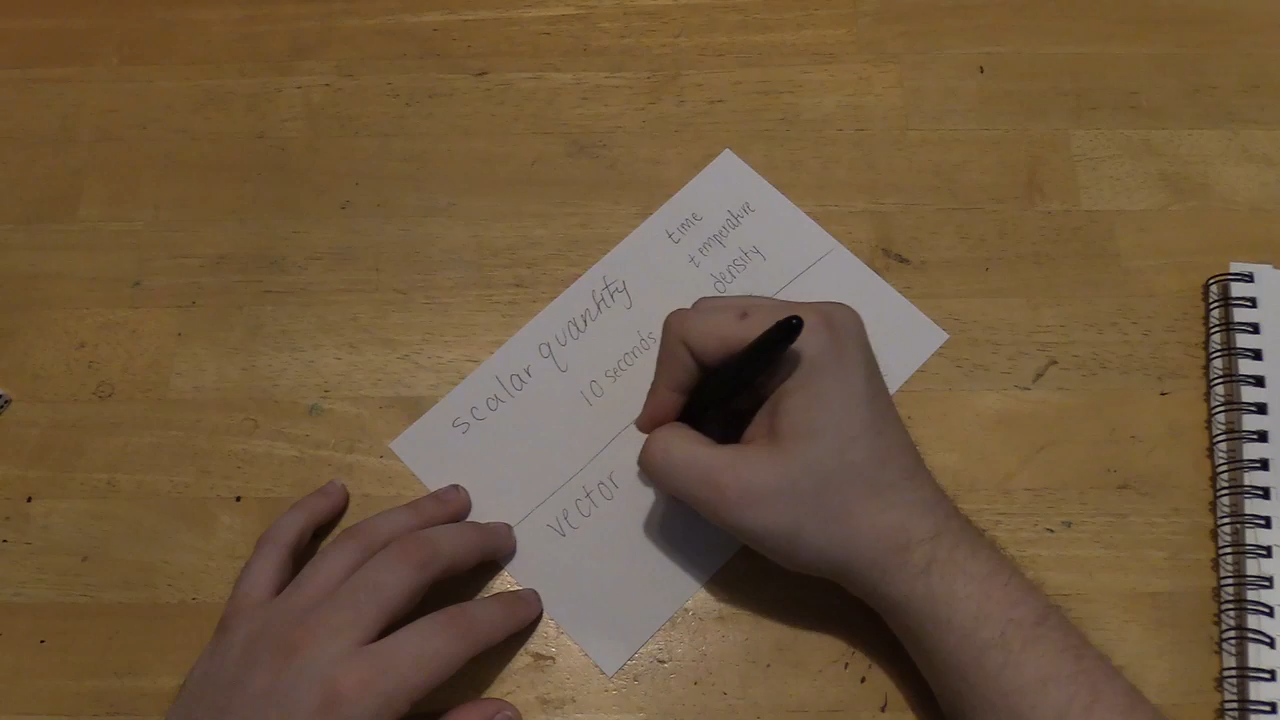 scalar quantity
time
temperature
density
10 seconds
vector